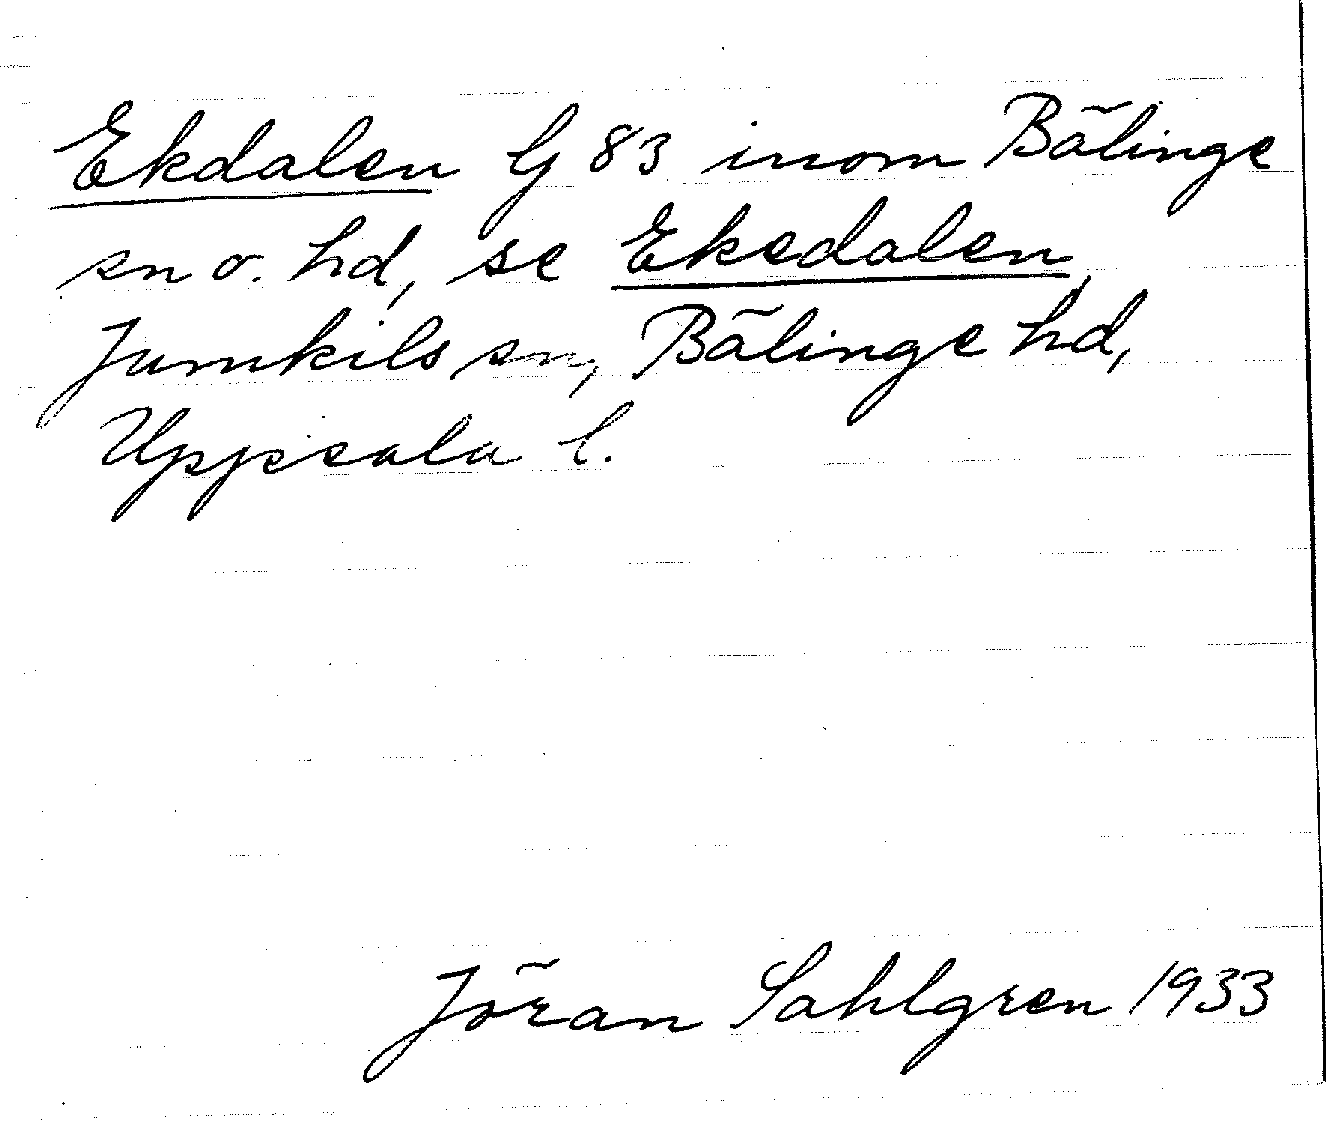 Ekdalen G 83 inom Bälinge
sn o. hd, se Eksdalen,
Jumkils sn, Bälinge hd,
Uppsala l.
Jöran Sahlgren 1933